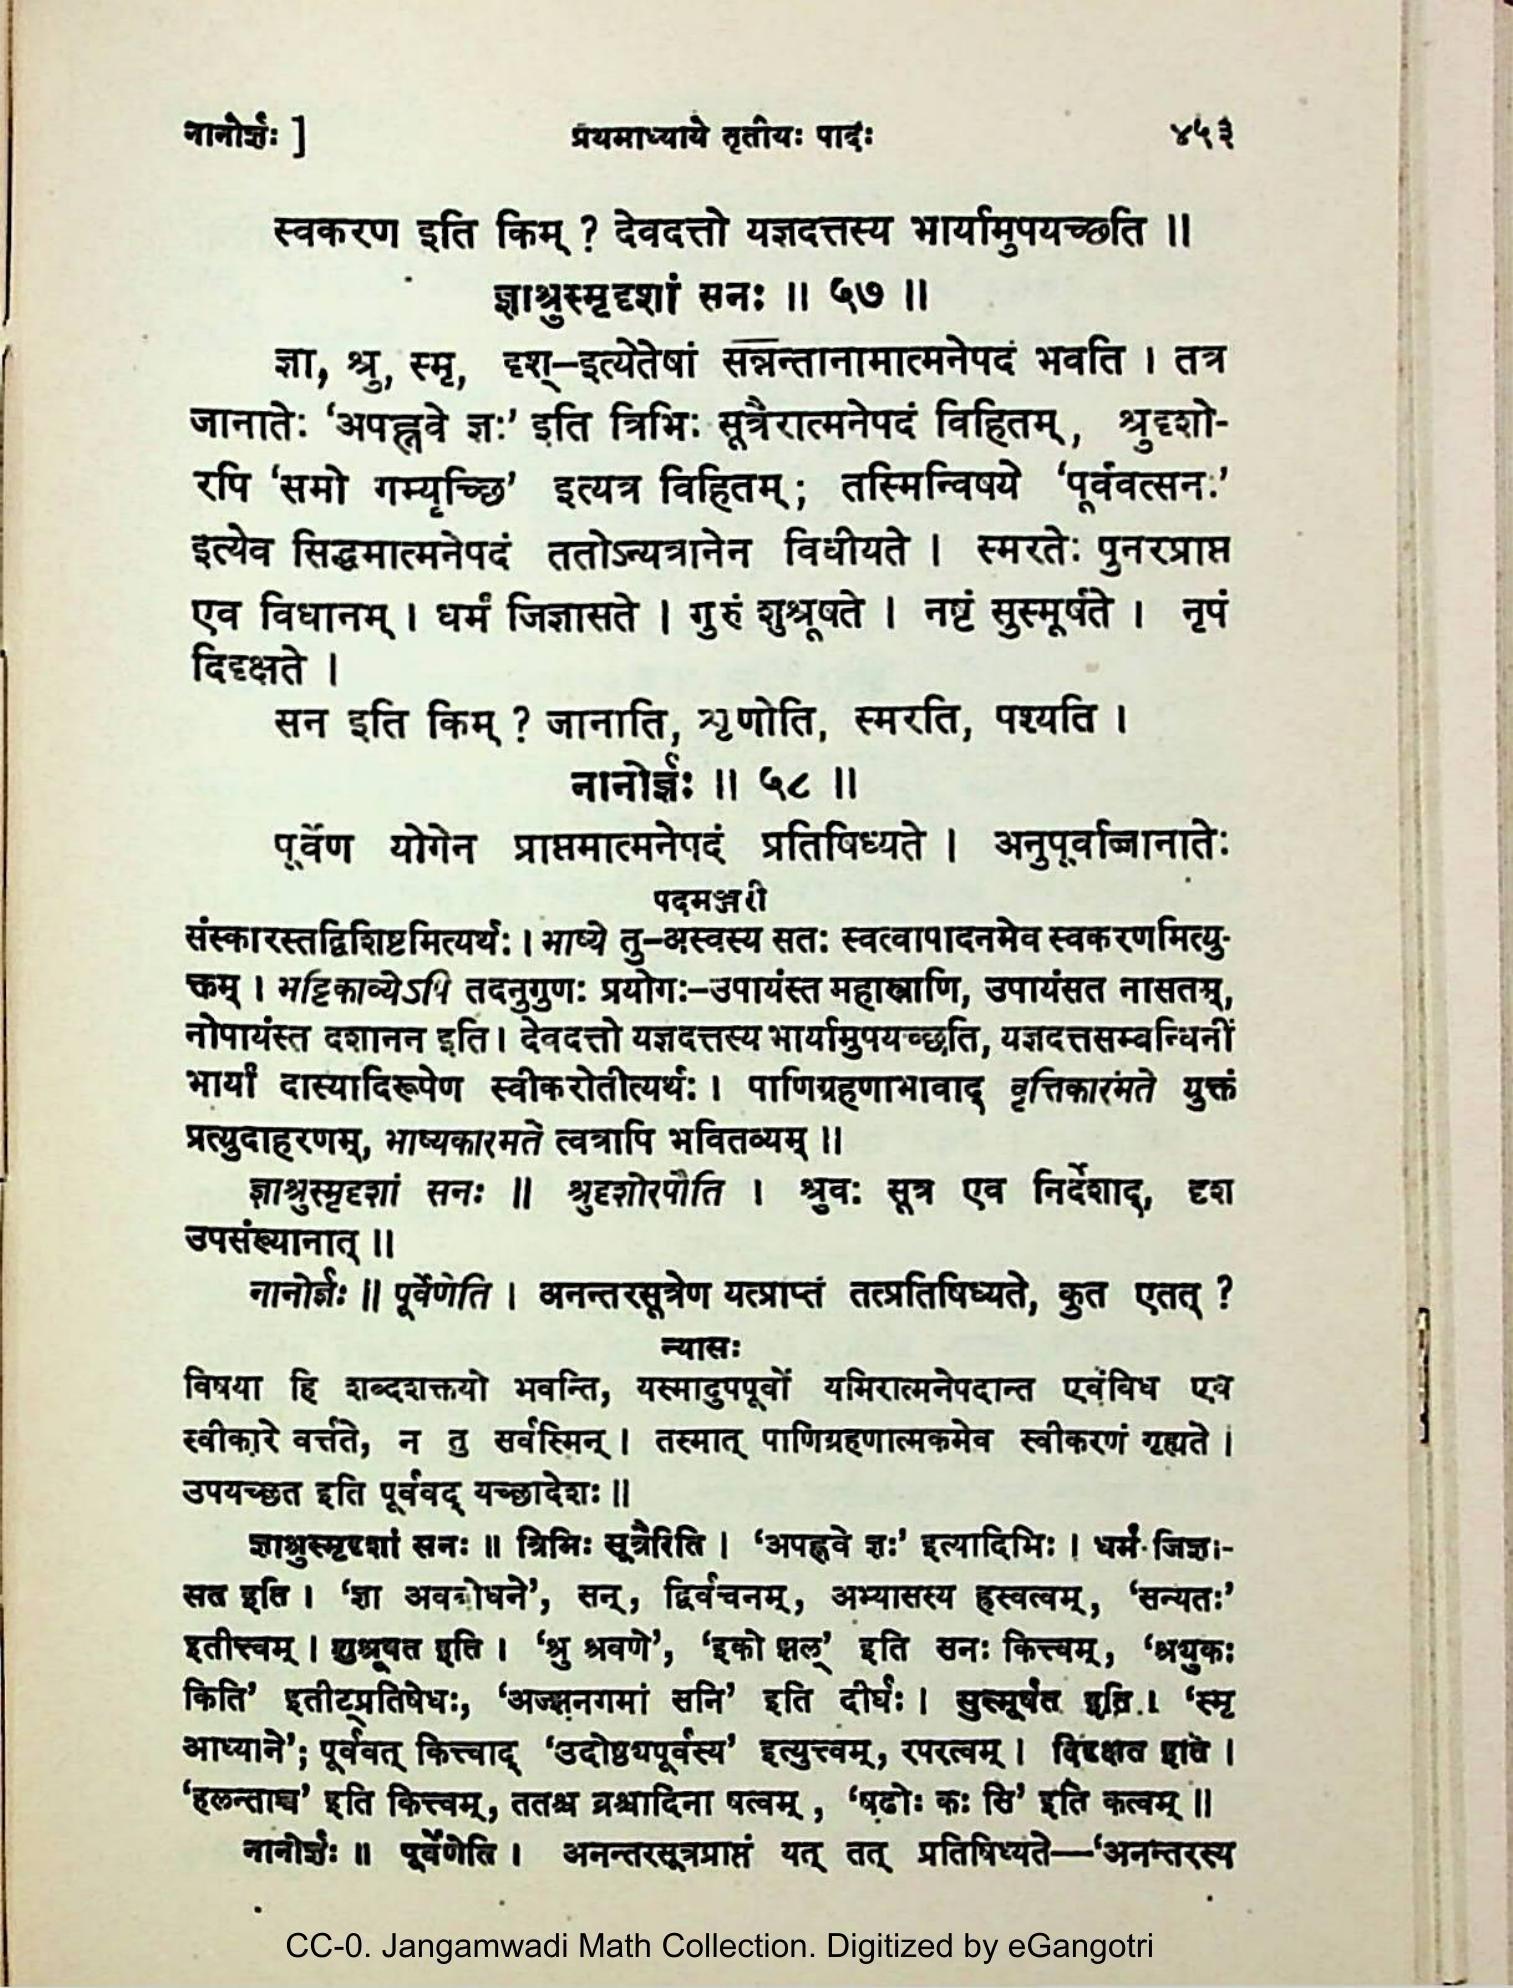 नानोर्ज्ञः ]
प्रथमाध्याये तृतीयः पादः
४५३
स्वकरण इति किम् ? देवदत्तो यज्ञदत्तस्य भार्यामुपयच्छति ॥
ज्ञाश्रुस्मृदृशां सनः ॥ ५७ ॥
ज्ञा, श्रु, स्मृ, दृश्–इत्येतेषां सन्नन्तानामात्मनेपदं भवति । तत्र
जानातेः ‘अपह्नवे ज्ञः’ इति त्रिभिः सूत्रैरात्मनेपदं विहितम्, श्रुदृशो-
रपि ‘समो गम्यृच्छि’ इत्यत्र विहितम्; तस्मिन्विषये ‘पूर्ववत्सनः’
इत्येव सिद्धमात्मनेपदं ततोऽन्यत्रानेन विधीयते । स्मरतेः पुनरप्राप्त
एव विधानम् । धर्मं जिज्ञासते । गुरुं शुश्रूषते । नष्टं सुस्मूर्षते । नृपं
दिदृक्षते ।
सन इति किम् ? जानाति, शृणोति, स्मरति, पश्यति ।
नानोर्ज्ञः ॥ ५८ ॥
पूर्वेण योगेन प्राप्तमात्मनेपदं प्रतिषिध्यते । अनुपूर्वाज्जानातेः
पदमञ्जरी
संस्कारस्तद्विशिष्टमित्यर्थः । भाष्ये तु–अस्वस्य सतः स्वत्वापादनमेव स्वकरणमित्यु-
क्तम् । भट्टिकाव्येऽपि तदनुगुणः प्रयोगः–उपायंस्त महास्त्राणि, उपायंसत नासतम्,
नोपायंस्त दशानन इति । देवदत्तो यज्ञदत्तस्य भार्यामुपयच्छति, यज्ञदत्तसम्बन्धिनीं
भार्यां दास्यादिरूपेण स्वीकरोतीत्यर्थः । पाणिग्रहणाभावाद् वृत्तिकारमते युक्तं
प्रत्युदाहरणम्, भाष्यकारमते त्वत्रापि भवितव्यम् ॥
ज्ञाश्रुस्मृदृशां सनः ॥ श्रुदृशोरपीति । श्रुवः सूत्र एव निर्देशाद्, दृश
उपसंख्यानात् ॥
नानोर्ज्ञः ॥ पूर्वेणेति । अनन्तरसूत्रेण यत्प्राप्तं तत्प्रतिषिध्यते, कुत एतत् ?
न्यासः
विषया हि शब्दशक्तयो भवन्ति, यस्मादुपपूर्वो यमिरात्मनेपदान्त एवंविध एव
स्वीकारे वर्त्तते, न तु सर्वस्मिन् । तस्मात् पाणिग्रहणात्मकमेव स्वीकरणं गृह्यते ।
उपयच्छत इति पूर्ववद् यच्छादेशः ॥
ज्ञाश्रुस्मृदृशां सनः ॥ त्रिभिः सूत्रैरिति । ‘अपह्नवे ज्ञः’ इत्यादिभिः । धर्मं जिज्ञा-
सत इति । ‘ज्ञा अवबोधने’, सन्, द्विर्वचनम्, अभ्यासस्य ह्रस्वत्वम्, ‘सन्यतः’
इतीत्त्वम् । शुश्रूषत इति । ‘श्रु श्रवणे’, ‘इको झल्’ इति सनः कित्त्वम्, ‘श्रयुकः
किति’ इतीट्प्रतिषेधः, ‘अज्झनगमां सनि’ इति दीर्घः । सुस्मूर्षत इति । ‘स्मृ
आध्याने’; पूर्ववत् कित्त्वाद् ‘उदोष्ठ्यपूर्वस्य’ इत्युत्त्वम्, रपरत्वम् । दिदृक्षत इति ।
‘हलन्ताच्च’ इति कित्त्वम्, ततश्च व्रश्चादिना षत्वम्, ‘षढोः कः सि’ इति कत्वम् ॥
नानोर्ज्ञः ॥ पूर्वेणेति । अनन्तरसूत्रप्राप्तं यत् तत् प्रतिषिध्यते—‘अनन्तरस्य
CC-0. Jangamwadi Math Collection. Digitized by eGangotri